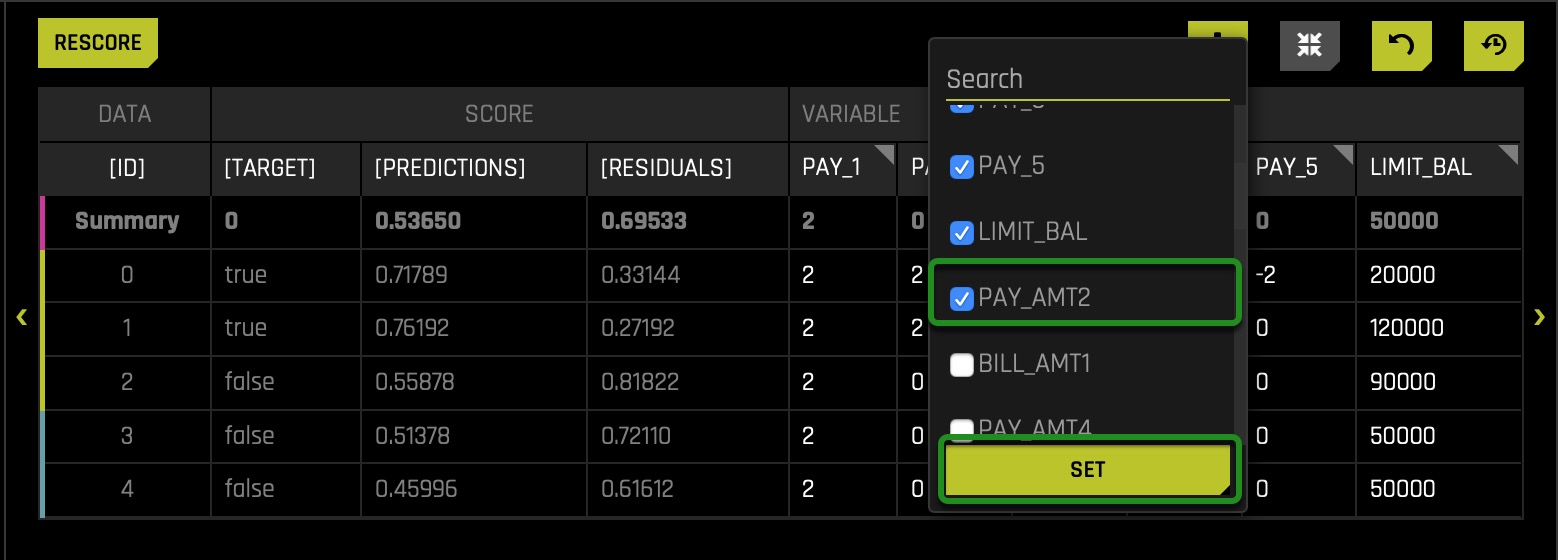 RESCORE
Search
DATA SCORE VARIABLE
[ID] [TARGET] [PREDICTIONS] [RESIDUALS] PAY_1 PAY_5 PAY_5 LIMIT_BAL
Summary 0 0.53650 0.69533 2 0 LIMIT_BAL 0 50000
0 true 0.71789 0.33144 2 2 PAY_AMT2 -2 20000
1 true 0.76192 0.27192 2 2 0 120000
2 false 0.55878 0.81822 2 0 BILL_AMT1 0 90000
3 false 0.51378 0.72110 2 0 PAY_AMT4 0 50000
4 false 0.45996 0.61612 2 0 SET 0 50000